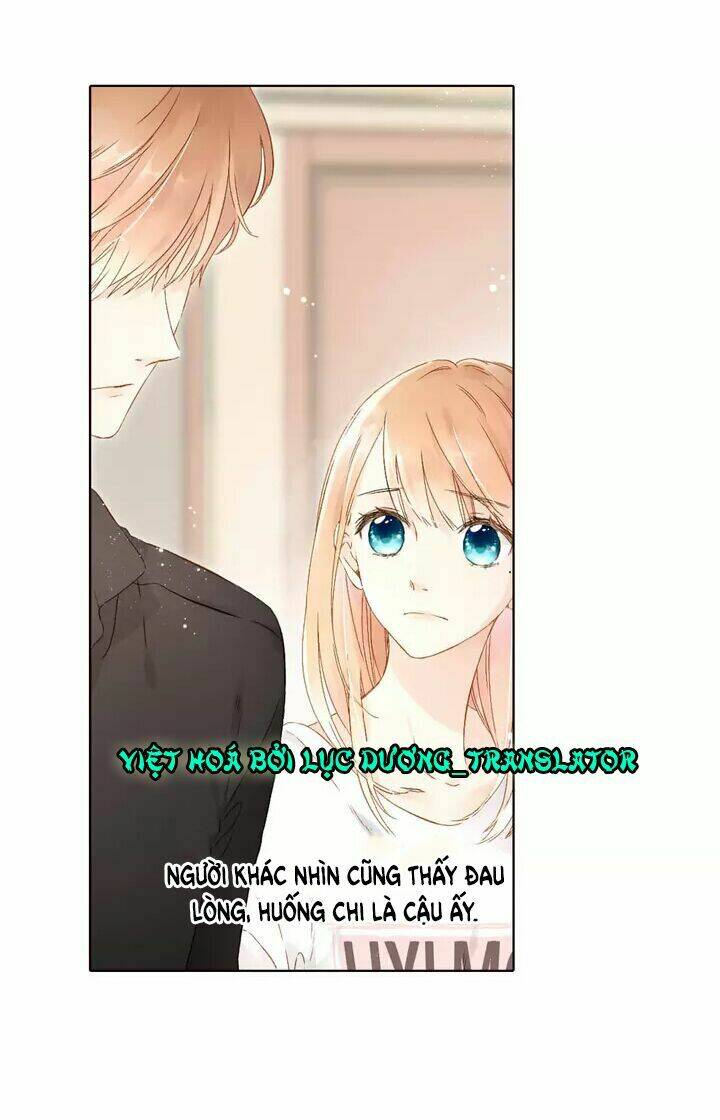 VIỆT HOÁ BỞI LỤC DƯƠNG_TRANSLATOR
NGƯỜI KHÁC NHÌN CŨNG THẤY ĐAU
LÒNG, HUỐNG CHI LÀ CẬU ẤY.